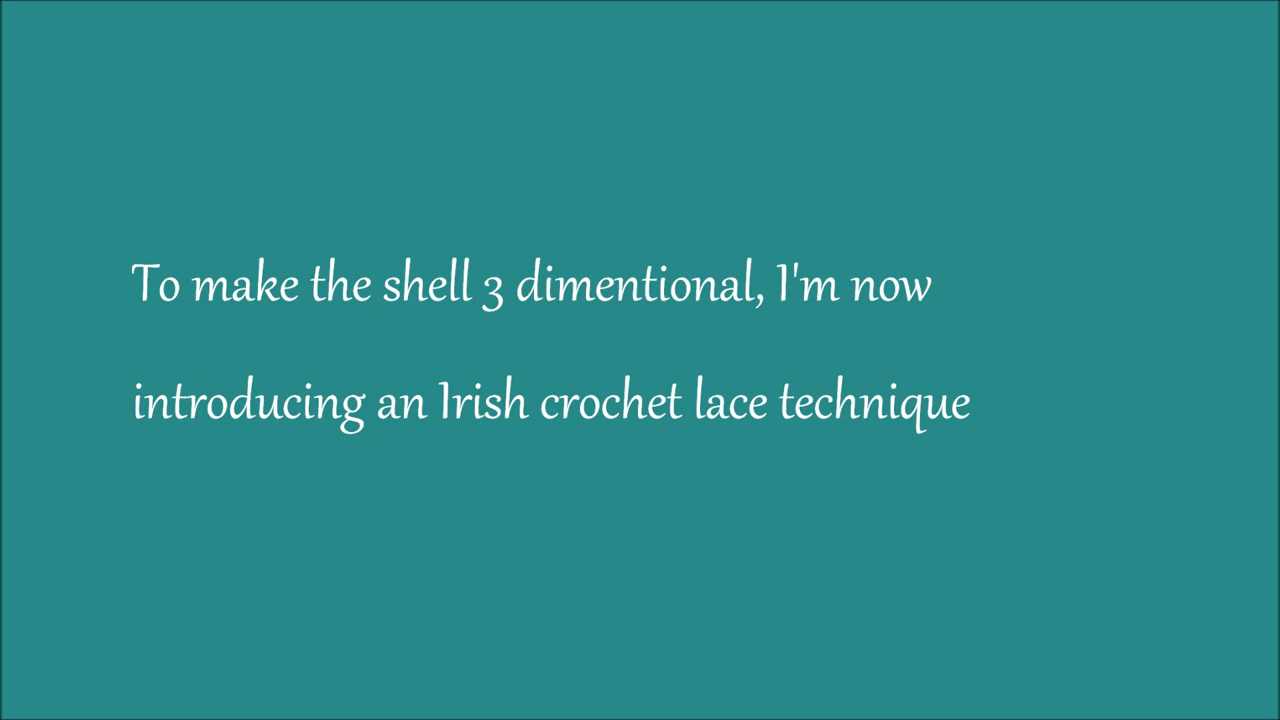 To make the shell 3 dimentional, I'm now
introducing an Irish crochet lace technique